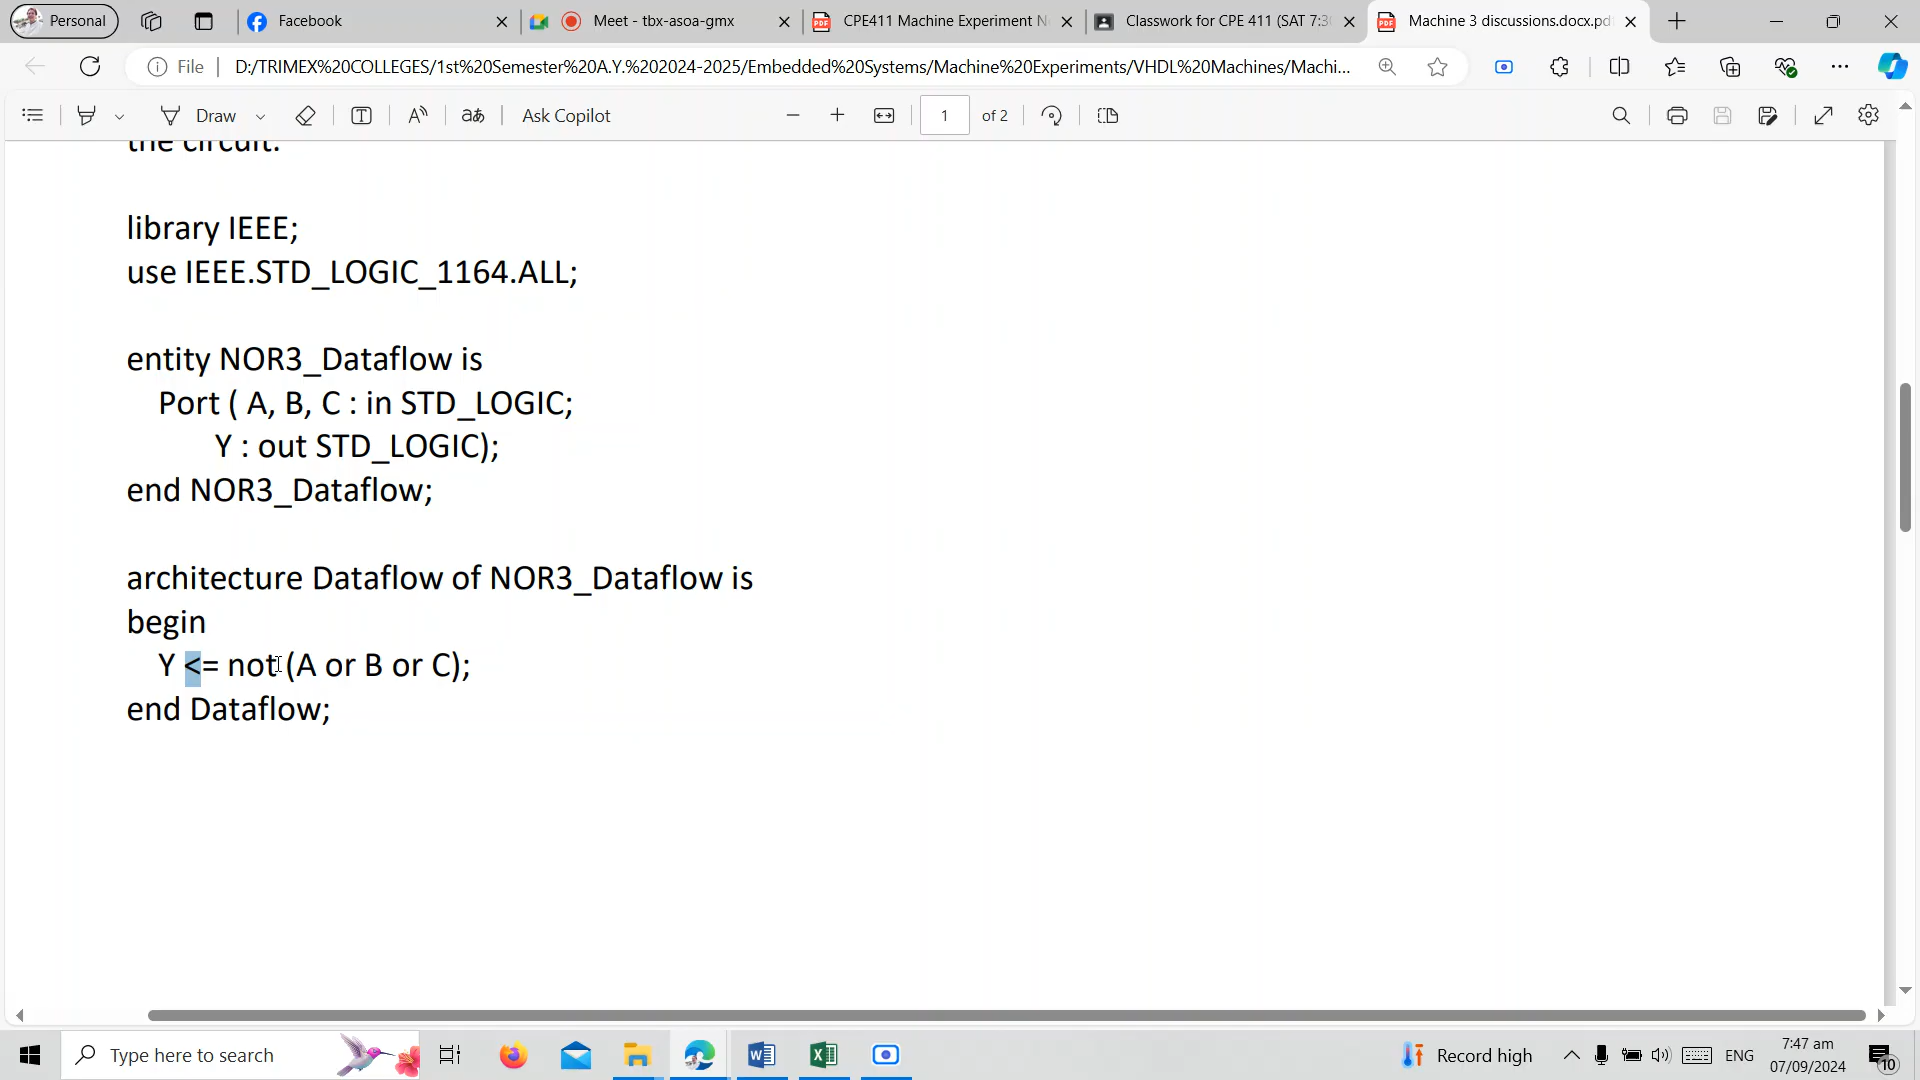 Personal
Facebook
Meet - tbx-asoa-gmx
CPE411 Machine Experiment N
Classwork for CPE 411 (SAT 7:3
Machine 3 discussions.docx.pd
File
D:/TRIMEX%20COLLEGES/1st%20Semester%20A.Y.%202024-2025/Embedded%20Systems/Machine%20Experiments/VHDL%20Machines/Machi...
Draw
Ask Copilot
1 of 2
the circuit.
library IEEE;
use IEEE.STD_LOGIC_1164.ALL;
entity NOR3_Dataflow is
Port ( A, B, C : in STD_LOGIC;
Y : out STD_LOGIC);
end NOR3_Dataflow;
architecture Dataflow of NOR3_Dataflow is
begin
Y <= not (A or B or C);
end Dataflow;
Type here to search
Record high
ENG
7:47 am
07/09/2024
10